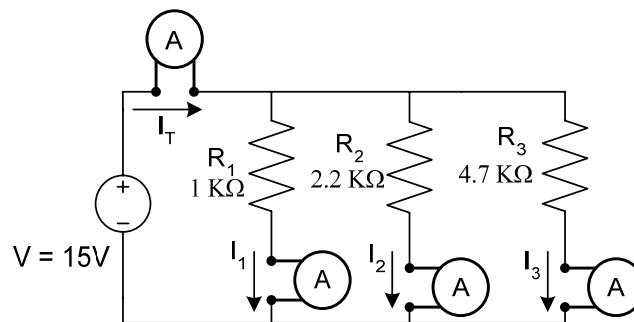 A
I_T
R_1
1 KΩ
R_2
2.2 KΩ
R_3
4.7 KΩ
+
−
V = 15V
I_1
A
I_2
A
I_3
A